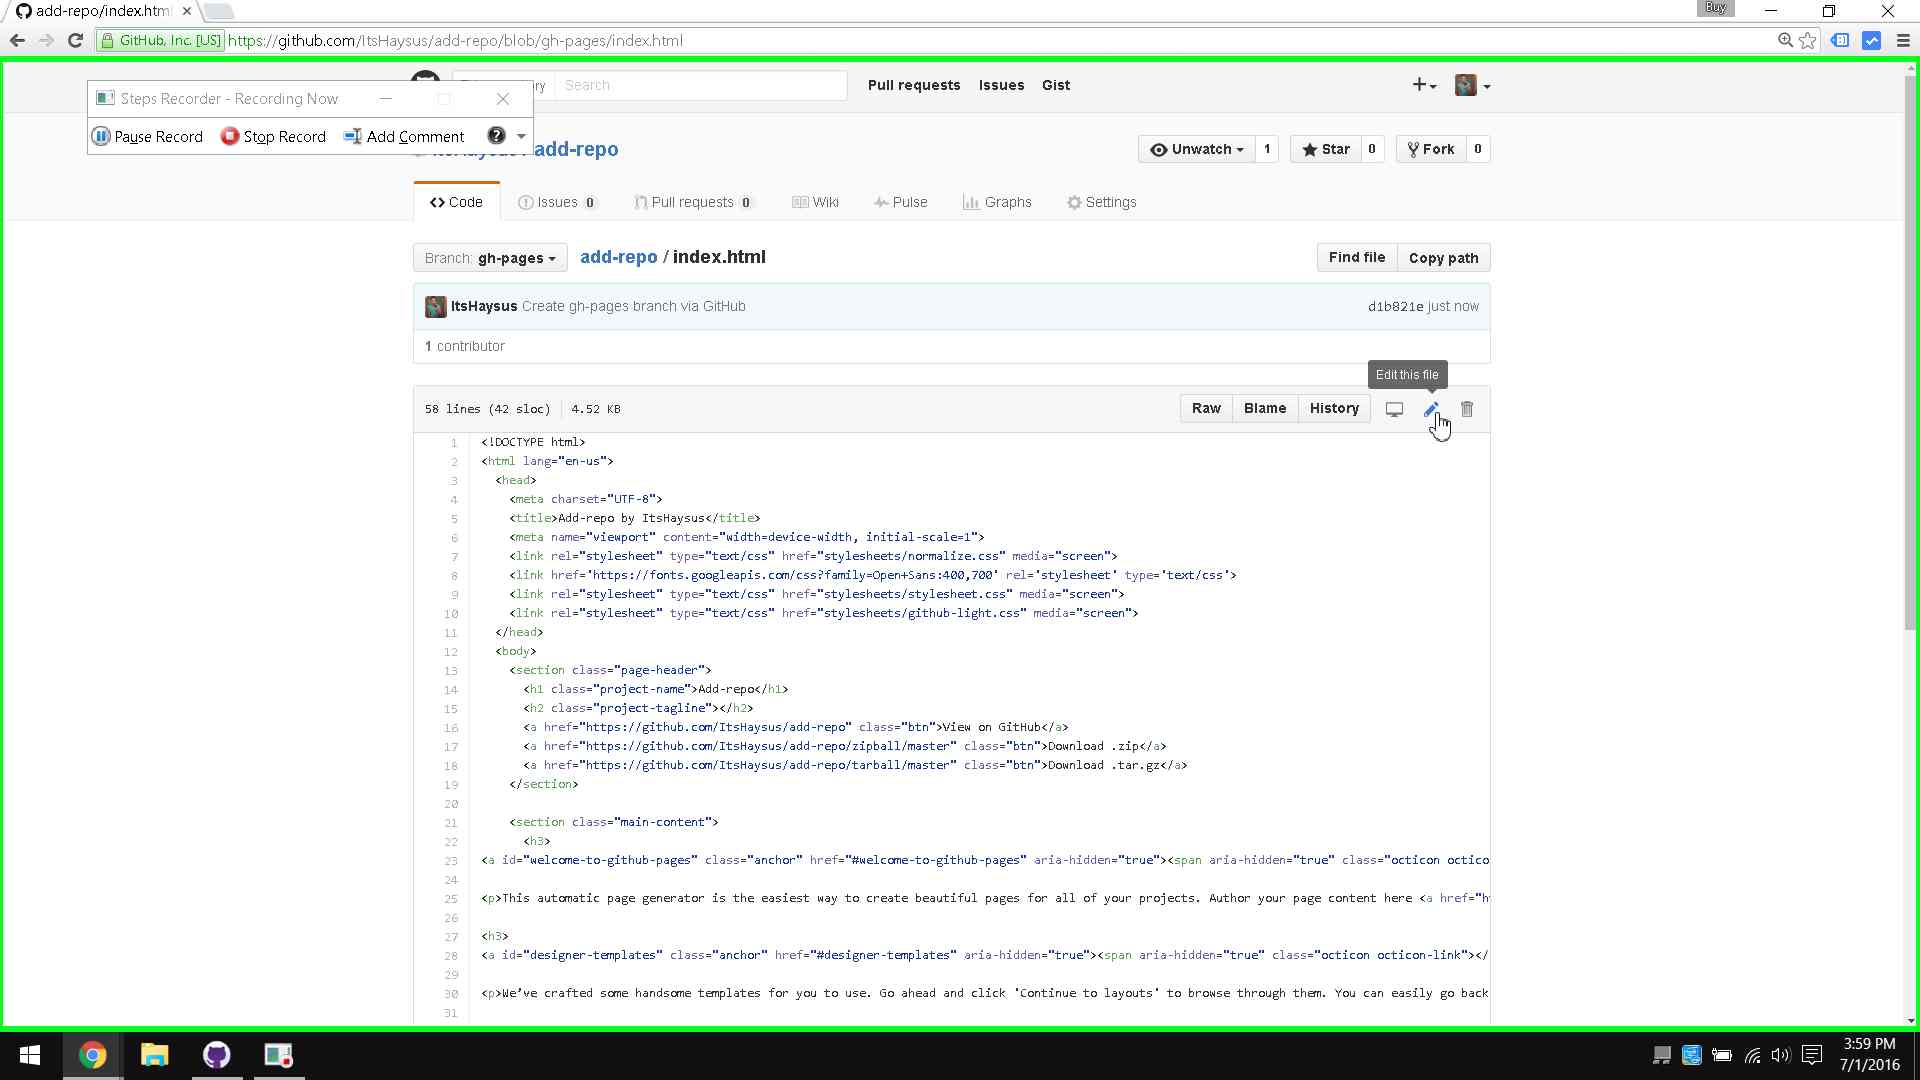 add-repo/index.html
Buy
GitHub, Inc. [US] https://github.com/ItsHaysus/add-repo/blob/gh-pages/index.html
Search
Pull requests Issues Gist
Steps Recorder - Recording Now
Pause Record Stop Record Add Comment
add-repo
Unwatch 1 Star 0 Fork 0
Code Issues 0 Pull requests 0 Wiki Pulse Graphs Settings
Branch: gh-pages add-repo / index.html Find file Copy path
ItsHaysus Create gh-pages branch via GitHub d1b821e just now
1 contributor
Edit this file
58 lines (42 sloc) 4.52 KB Raw Blame History
1 <!DOCTYPE html>
2 <html lang="en-us">
3 <head>
4 <meta charset="UTF-8">
5 <title>Add-repo by ItsHaysus</title>
6 <meta name="viewport" content="width=device-width, initial-scale=1">
7 <link rel="stylesheet" type="text/css" href="stylesheets/normalize.css" media="screen">
8 <link href='https://fonts.googleapis.com/css?family=Open+Sans:400,700' rel='stylesheet' type='text/css'>
9 <link rel="stylesheet" type="text/css" href="stylesheets/stylesheet.css" media="screen">
10 <link rel="stylesheet" type="text/css" href="stylesheets/github-light.css" media="screen">
11 </head>
12 <body>
13 <section class="page-header">
14 <h1 class="project-name">Add-repo</h1>
15 <h2 class="project-tagline"></h2>
16 <a href="https://github.com/ItsHaysus/add-repo" class="btn">View on GitHub</a>
17 <a href="https://github.com/ItsHaysus/add-repo/zipball/master" class="btn">Download .zip</a>
18 <a href="https://github.com/ItsHaysus/add-repo/tarball/master" class="btn">Download .tar.gz</a>
19 </section>
20
21 <section class="main-content">
22 <h3>
23 <a id="welcome-to-github-pages" class="anchor" href="#welcome-to-github-pages" aria-hidden="true"><span aria-hidden="true" class="octicon octico
24
25 <p>This automatic page generator is the easiest way to create beautiful pages for all of your projects. Author your page content here <a href="h
26
27 <h3>
28 <a id="designer-templates" class="anchor" href="#designer-templates" aria-hidden="true"><span aria-hidden="true" class="octicon octicon-link"></
29
30 <p>We've crafted some handsome templates for you to use. Go ahead and click 'Continue to layouts' to browse through them. You can easily go back
31
3:59 PM
7/1/2016